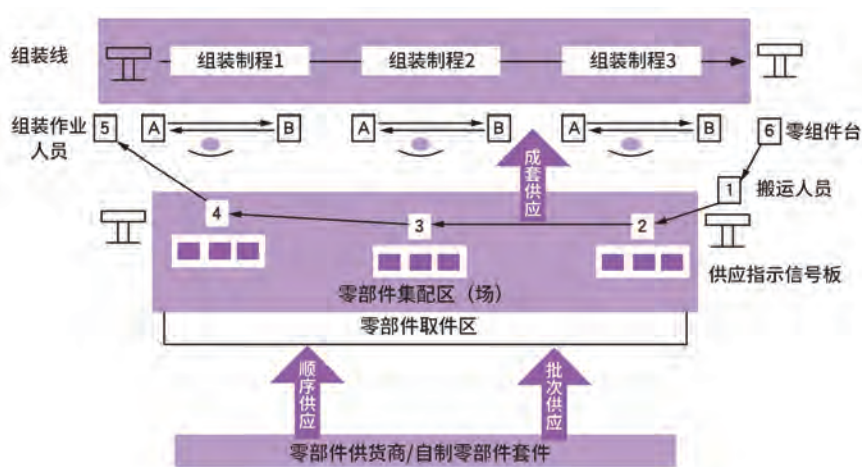 组装线
组装制程1
组装制程2
组装制程3
组装作业
人员
5
A
B
A
B
A
B
6
零组件台
成套供应
1
搬运人员
4
3
2
供应指示信号板
零部件集配区（场）
零部件取件区
顺序供应
批次供应
零部件供货商/自制零部件套件